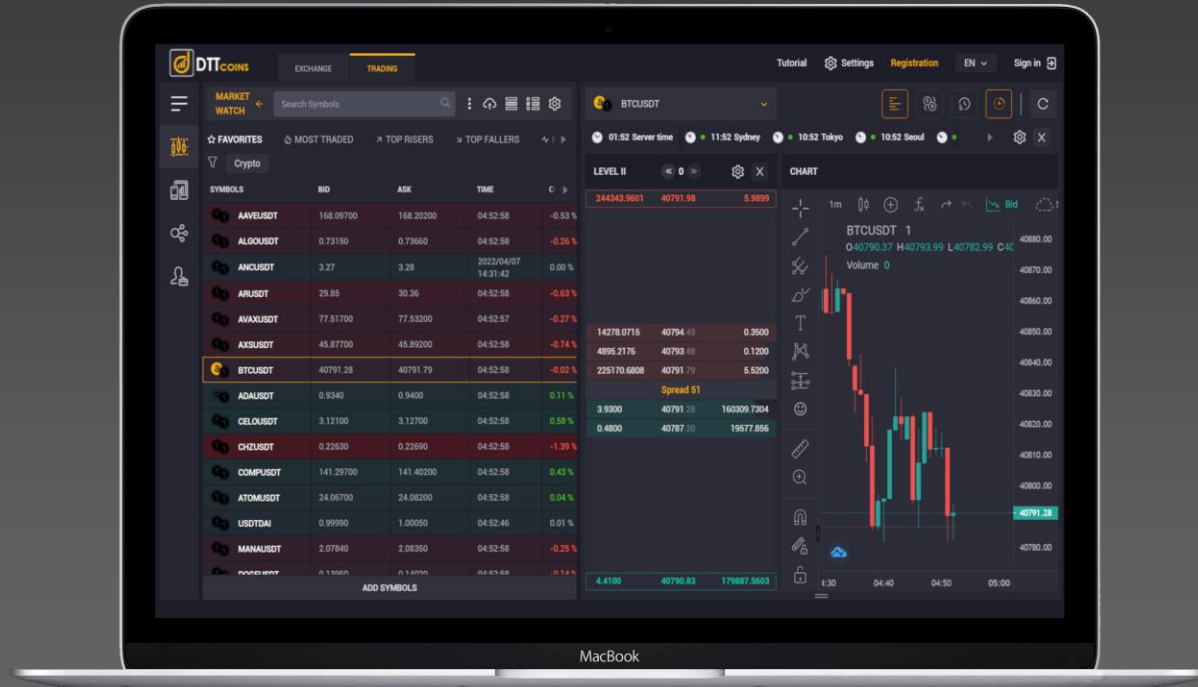 DTTCOINS
EXCHANGE TRADING
Tutorial Settings Registration EN Sign in
MARKET WATCH Search Symbols
FAVORITES MOST TRADED TOP RISERS TOP FALLERS
Crypto
SYMBOLS BID ASK TIME
AAVEUSDT 168.09700 168.20200 04:52:58 -0.53 %
ALGOUSDT 0.73150 0.73660 04:52:58 -0.26 %
ANCUSDT 3.27 3.28 2022/04/07 14:31:42 0.00 %
ARUSDT 29.85 30.36 04:52:58 -0.63 %
AVAXUSDT 77.51700 77.53200 04:52:57 -0.27 %
AXSUSDT 45.87700 45.89200 04:52:58 -0.74 %
BTCUSDT 40791.28 40791.79 04:52:58 -0.02 %
ADAUSDT 0.9340 0.9400 04:52:58 0.11 %
CELOUSDT 3.12100 3.12700 04:52:58 0.58 %
CHZUSDT 0.22630 0.22690 04:52:58 -1.39 %
COMPUSDT 141.29700 141.40200 04:52:58 0.43 %
ATOMUSDT 24.06700 24.08200 04:52:58 0.04 %
USDTDAI 0.99990 1.00050 04:52:46 0.01 %
MANAUSDT 2.07840 2.08350 04:52:58 -0.25 %
ADD SYMBOLS
BTCUSDT
01:52 Server time 11:52 Sydney 10:52 Tokyo 10:52 Seoul
LEVEL II 0
244343.9601 40791.98 5.9899
14278.0715 40794.49 0.3500
4895.2176 40793.48 0.1200
225170.6808 40791.79 5.5200
Spread 51
3.9300 40791.28 160309.7304
0.4800 40787.20 19577.856
4.4100 40790.83 179887.5603
CHART
1m Bid
BTCUSDT 1
O40790.37 H40793.99 L40782.99 C40
Volume 0
40880.00
40870.00
40860.00
40850.00
40840.00
40830.00
40820.00
40810.00
40800.00
40791.28
40780.00
04:40 04:50 05:00
MacBook